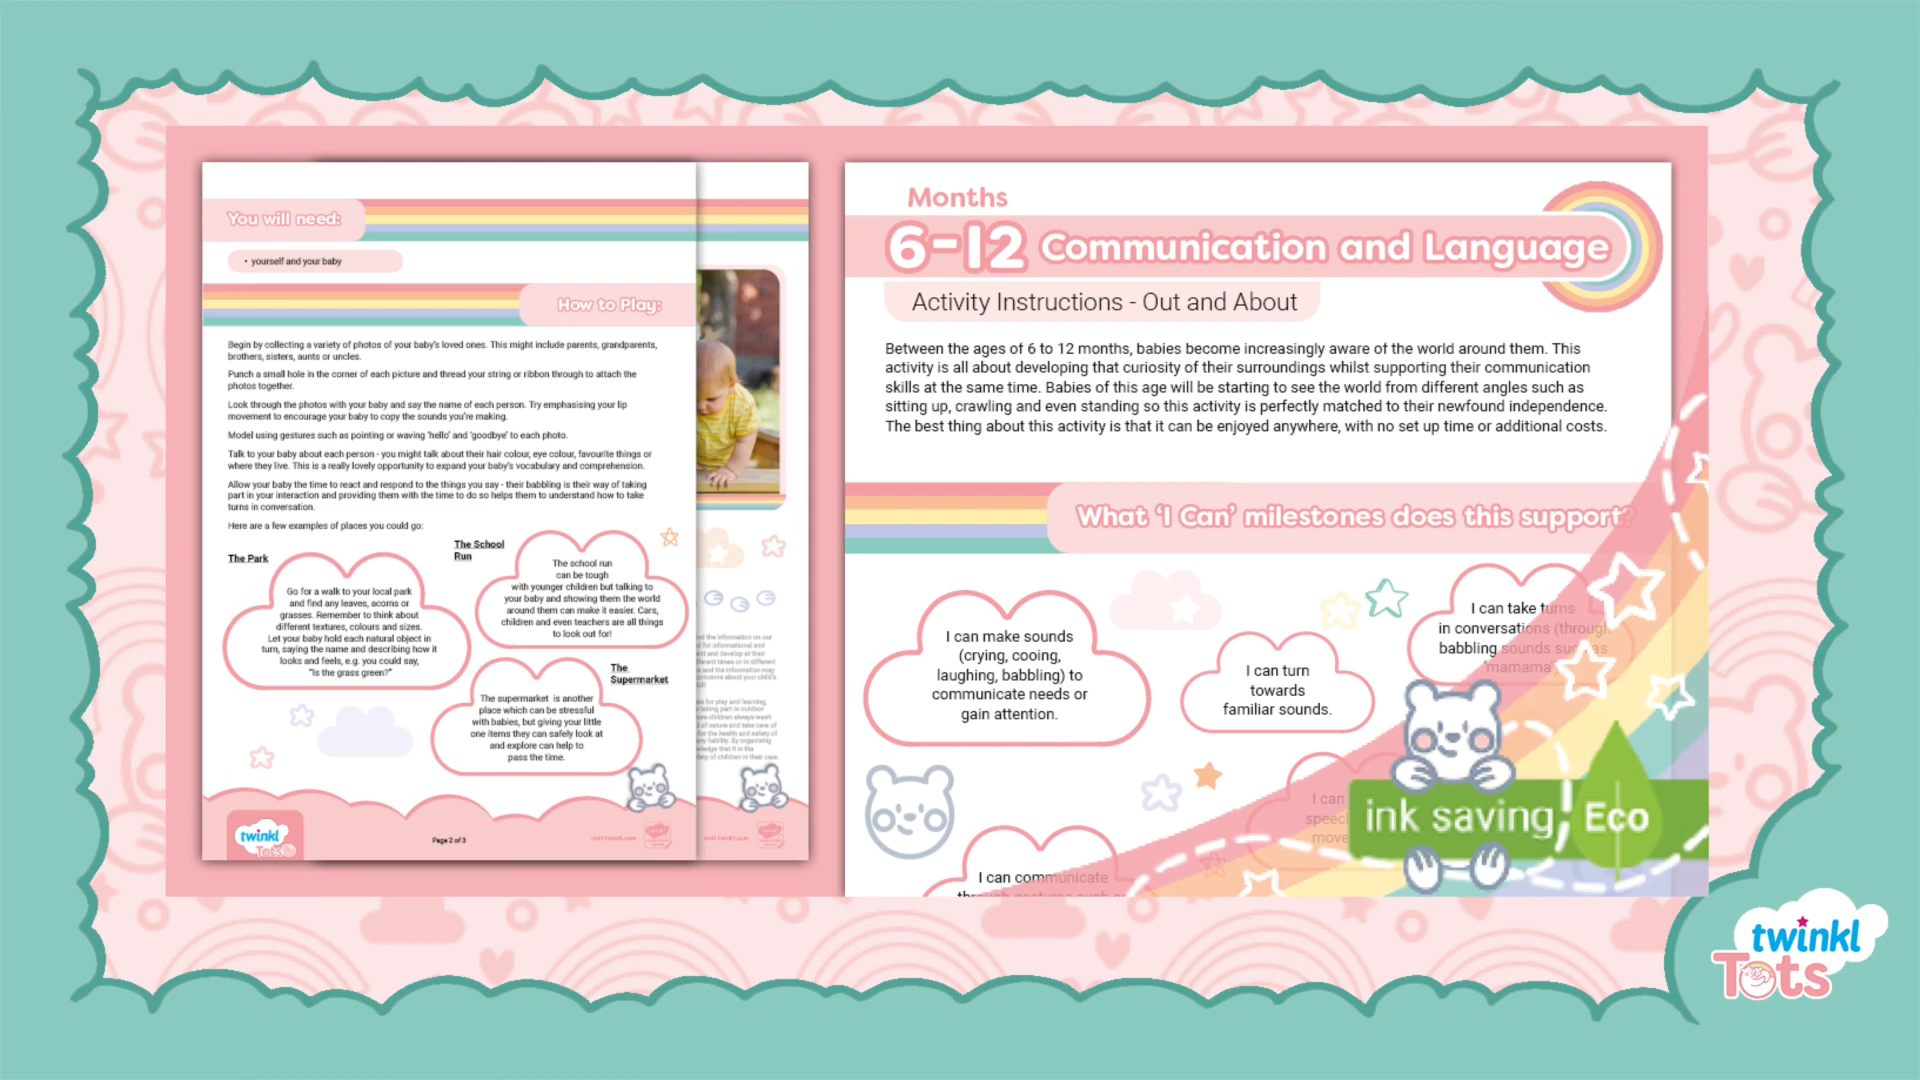 You will need:
• yourself and your baby
How to Play:
Begin by collecting a variety of photos of your baby's loved ones. This might include parents, grandparents,
brothers, sisters, aunts or uncles.
Punch a small hole in the corner of each picture and thread your string or ribbon through to attach the
photos together.
Look through the photos with your baby and say the name of each person. Try emphasising your lip
movement to encourage your baby to copy the sounds you're making.
Model using gestures such as pointing or waving 'hello' and 'goodbye' to each photo.
Talk to your baby about each person - you might talk about their hair colour, eye colour, favourite things or
where they live. This is a really lovely opportunity to expand your baby's vocabulary and comprehension.
Allow your baby the time to react and respond to the things you say - their babbling is their way of taking
part in your interaction and providing them with the time to do so helps them to understand how to take
turns in conversation.
Here are a few examples of places you could go:
The Park
Go for a walk to your local park
and find any leaves, acorns or
grasses. Remember to think about
different textures, colours and sizes.
Let your baby hold each natural object in
turn, saying the name and describing how it
looks and feels, e.g. you could say,
"Is the grass green?"
The School
Run
The school run
can be tough
with younger children but talking to
your baby and showing them the world
around them can make it easier. Cars,
children and even teachers are all things
to look out for!
The
Supermarket
The supermarket is another
place which can be stressful
with babies, but giving your little
one items they can safely look at
and explore can help to
pass the time.
twinkl
Tots
Page 2 of 3
visit twinkl.com
visit twinkl.com
Months
6-12 Communication and Language
Activity Instructions - Out and About
Between the ages of 6 to 12 months, babies become increasingly aware of the world around them. This
activity is all about developing that curiosity of their surroundings whilst supporting their communication
skills at the same time. Babies of this age will be starting to see the world from different angles such as
sitting up, crawling and even standing so this activity is perfectly matched to their newfound independence.
The best thing about this activity is that it can be enjoyed anywhere, with no set up time or additional costs.
What 'I Can' milestones does this support?
I can make sounds
(crying, cooing,
laughing, babbling) to
communicate needs or
gain attention.
I can turn
towards
familiar sounds.
I can take turns
in conversations (through
babbling sounds such as
'mamama'
I can
speec
move
I can communicate
through gestures such as
ink saving Eco
twinkl
Tots